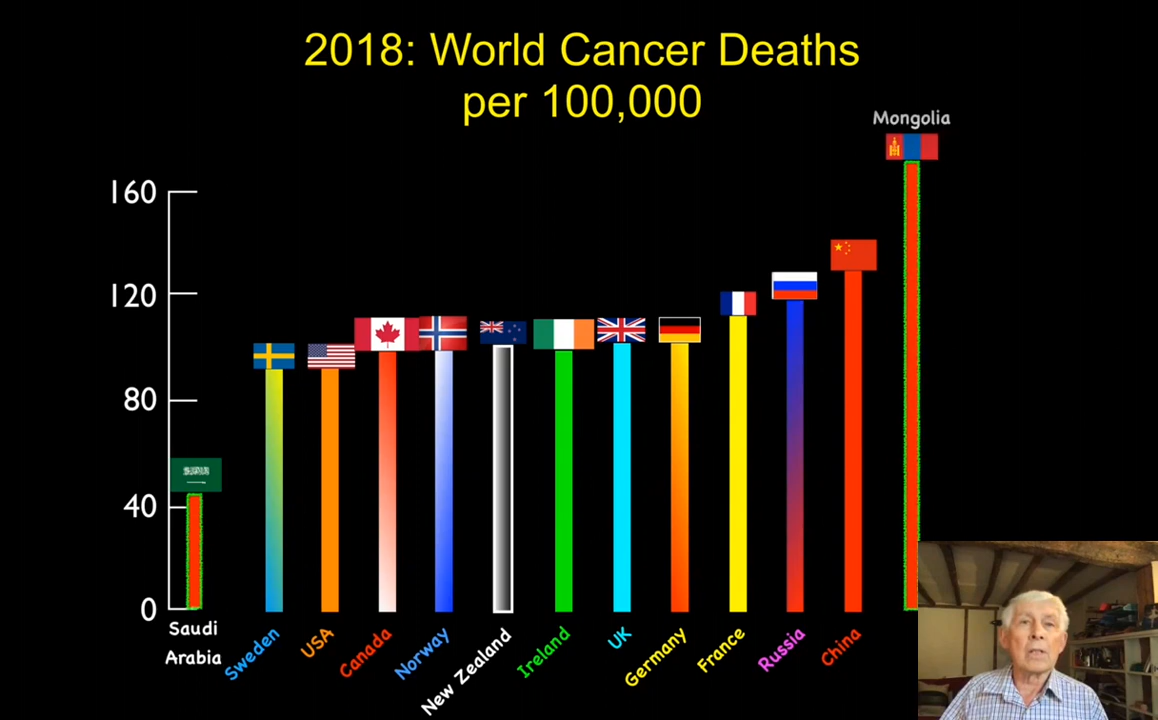 2018: World Cancer Deaths
per 100,000
Mongolia
160
120
80
40
0
Saudi
Arabia
Sweden
USA
Canada
Norway
New Zealand
Ireland
UK
Germany
France
Russia
China